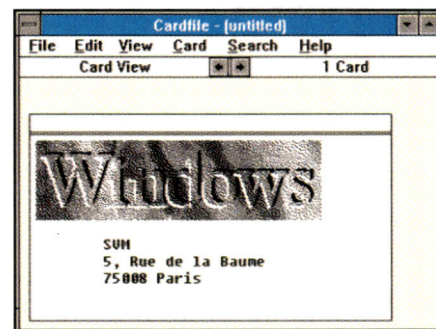 Cardfile - (untitled)
File Edit View Card Search Help
Card View 1 Card
Windows
SVM
5, Rue de la Baume
75008 Paris